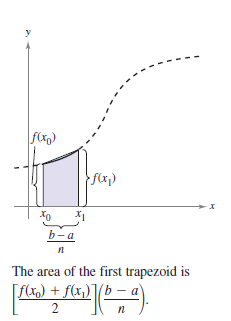 y
f(x₀)
f(x₁)
x
x₀ x₁
b − a
n
The area of the first trapezoid is
[f(x₀) + f(x₁) / 2](b − a / n).